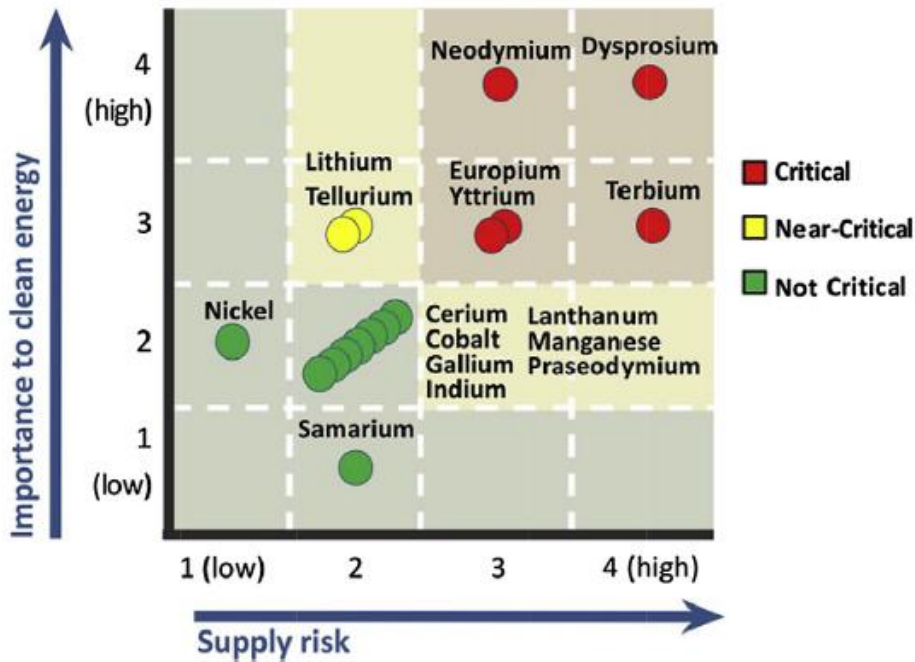 Importance to clean energy
4
(high)
3
2
1
(low)
Neodymium
Dysprosium
Lithium
Tellurium
Europium
Yttrium
Terbium
Nickel
Cerium
Cobalt
Gallium
Indium
Lanthanum
Manganese
Praseodymium
Samarium
Critical
Near-Critical
Not Critical
1 (low)
2
3
4 (high)
Supply risk